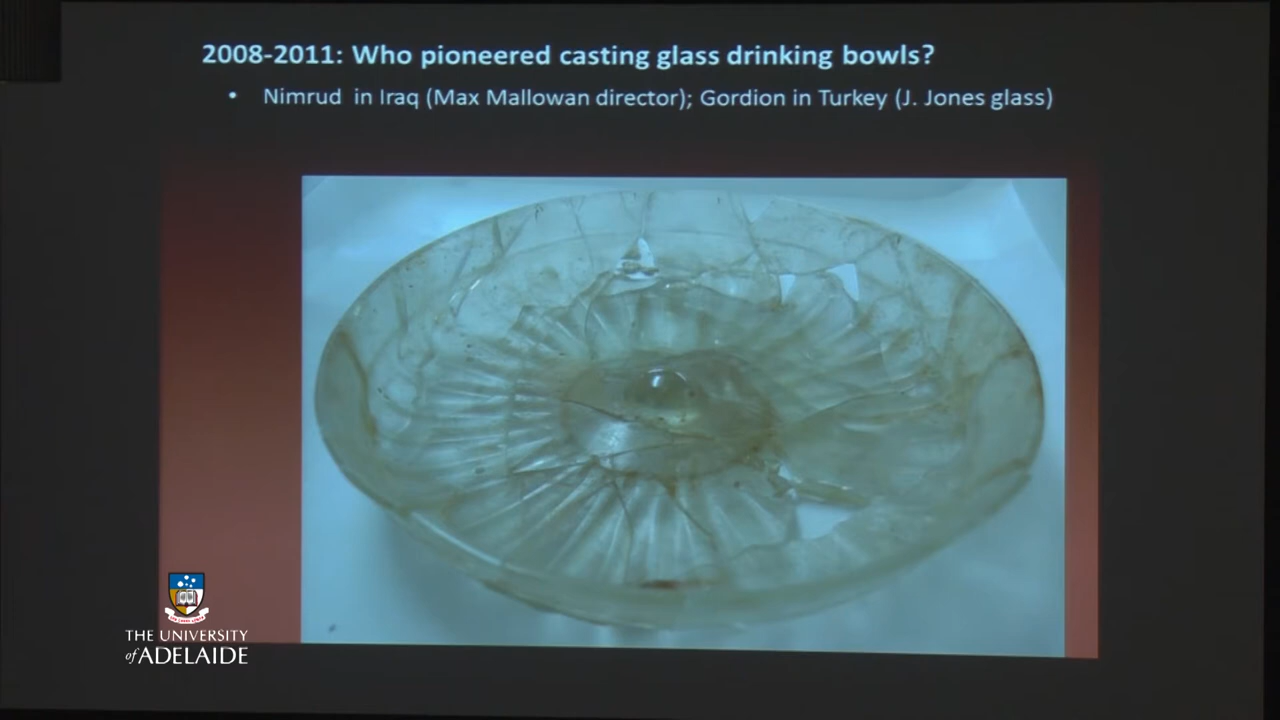 2008-2011: Who pioneered casting glass drinking bowls?
• Nimrud in Iraq (Max Mallowan director); Gordion in Turkey (J. Jones glass)
THE UNIVERSITY
of ADELAIDE